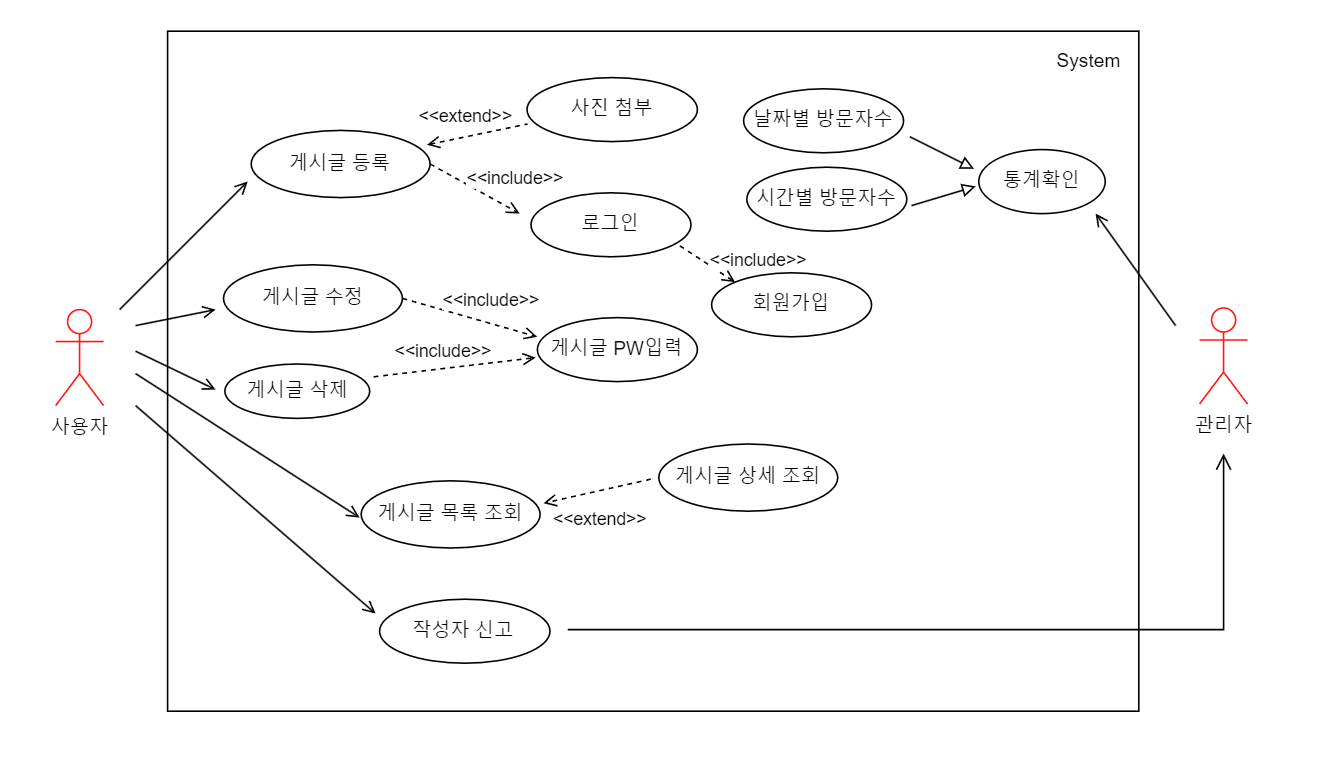 System
사진 첨부
날짜별 방문자수
<<extend>>
게시글 등록
<<include>>
통계확인
시간별 방문자수
로그인
<<include>>
게시글 수정
<<include>>
회원가입
게시글 PW입력
<<include>>
게시글 삭제
사용자
관리자
게시글 상세 조회
게시글 목록 조회
<<extend>>
작성자 신고